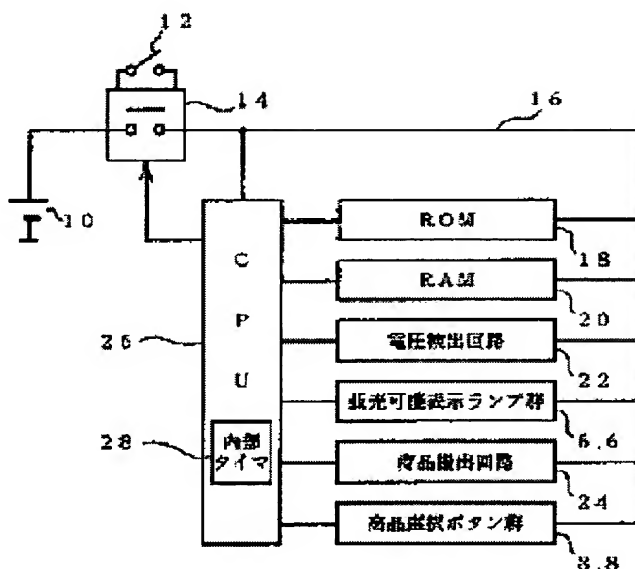 12
14
16
10
ROM
18
C
P
U
RAM
20
26
電圧検出回路
22
販売可能表示ランプ群
6.6
28
内部
タイマ
商品搬出回路
24
商品選択ボタン群
8.8